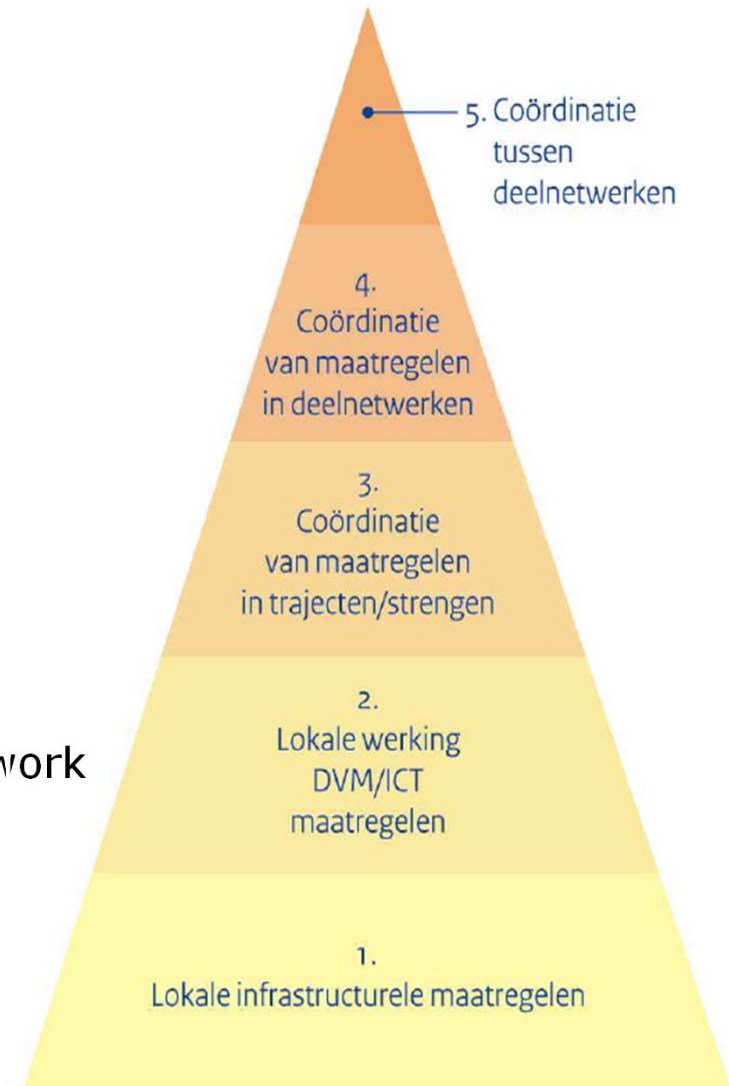 5. Coördinatie
tussen
deelnetwerken
4.
Coördinatie
van maatregelen
in deelnetwerken
3.
Coördinatie
van maatregelen
in trajecten/strengen
2.
Lokale werking
DVM/ICT
maatregelen
1.
Lokale infrastructurele maatregelen